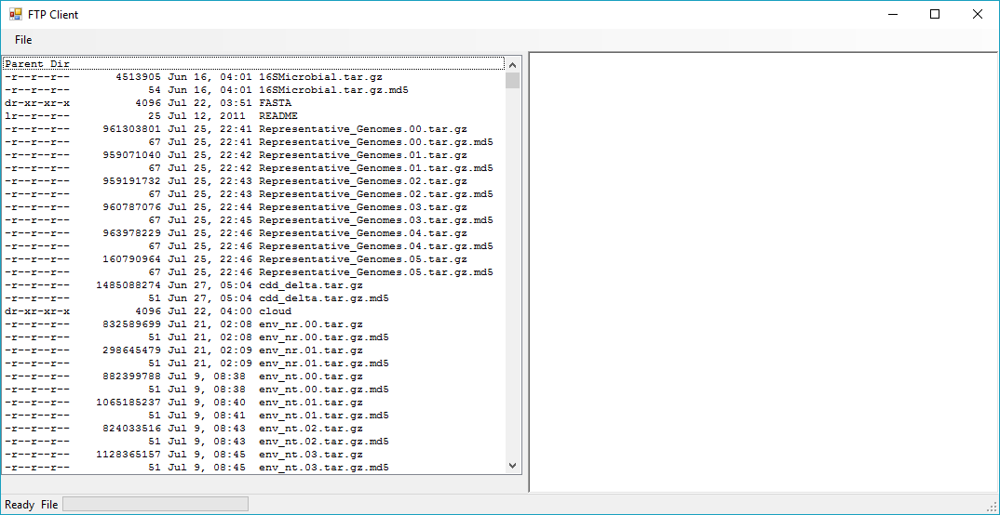 FTP Client
File
Parent Dir
-r--r--r-- 4513905 Jun 16, 04:01 16SMicrobial.tar.gz
-r--r--r-- 54 Jun 16, 04:01 16SMicrobial.tar.gz.md5
dr-xr-xr-x 4096 Jul 22, 03:51 FASTA
lr--r--r-- 25 Jul 12, 2011 README
-r--r--r-- 961303801 Jul 25, 22:41 Representative_Genomes.00.tar.gz
-r--r--r-- 67 Jul 25, 22:41 Representative_Genomes.00.tar.gz.md5
-r--r--r-- 959071040 Jul 25, 22:42 Representative_Genomes.01.tar.gz
-r--r--r-- 67 Jul 25, 22:42 Representative_Genomes.01.tar.gz.md5
-r--r--r-- 959191732 Jul 25, 22:43 Representative_Genomes.02.tar.gz
-r--r--r-- 67 Jul 25, 22:43 Representative_Genomes.02.tar.gz.md5
-r--r--r-- 960787076 Jul 25, 22:44 Representative_Genomes.03.tar.gz
-r--r--r-- 67 Jul 25, 22:45 Representative_Genomes.03.tar.gz.md5
-r--r--r-- 963978229 Jul 25, 22:46 Representative_Genomes.04.tar.gz
-r--r--r-- 67 Jul 25, 22:46 Representative_Genomes.04.tar.gz.md5
-r--r--r-- 160790964 Jul 25, 22:46 Representative_Genomes.05.tar.gz
-r--r--r-- 67 Jul 25, 22:46 Representative_Genomes.05.tar.gz.md5
-r--r--r-- 1485088274 Jun 27, 05:04 cdd_delta.tar.gz
-r--r--r-- 51 Jun 27, 05:04 cdd_delta.tar.gz.md5
dr-xr-xr-x 4096 Jul 22, 04:00 cloud
-r--r--r-- 832589699 Jul 21, 02:08 env_nr.00.tar.gz
-r--r--r-- 51 Jul 21, 02:08 env_nr.00.tar.gz.md5
-r--r--r-- 298645479 Jul 21, 02:09 env_nr.01.tar.gz
-r--r--r-- 51 Jul 21, 02:09 env_nr.01.tar.gz.md5
-r--r--r-- 882399788 Jul 9, 08:38 env_nt.00.tar.gz
-r--r--r-- 51 Jul 9, 08:38 env_nt.00.tar.gz.md5
-r--r--r-- 1065185237 Jul 9, 08:40 env_nt.01.tar.gz
-r--r--r-- 51 Jul 9, 08:41 env_nt.01.tar.gz.md5
-r--r--r-- 824033516 Jul 9, 08:43 env_nt.02.tar.gz
-r--r--r-- 51 Jul 9, 08:43 env_nt.02.tar.gz.md5
-r--r--r-- 1128365157 Jul 9, 08:45 env_nt.03.tar.gz
-r--r--r-- 51 Jul 9, 08:45 env_nt.03.tar.gz.md5
Ready File